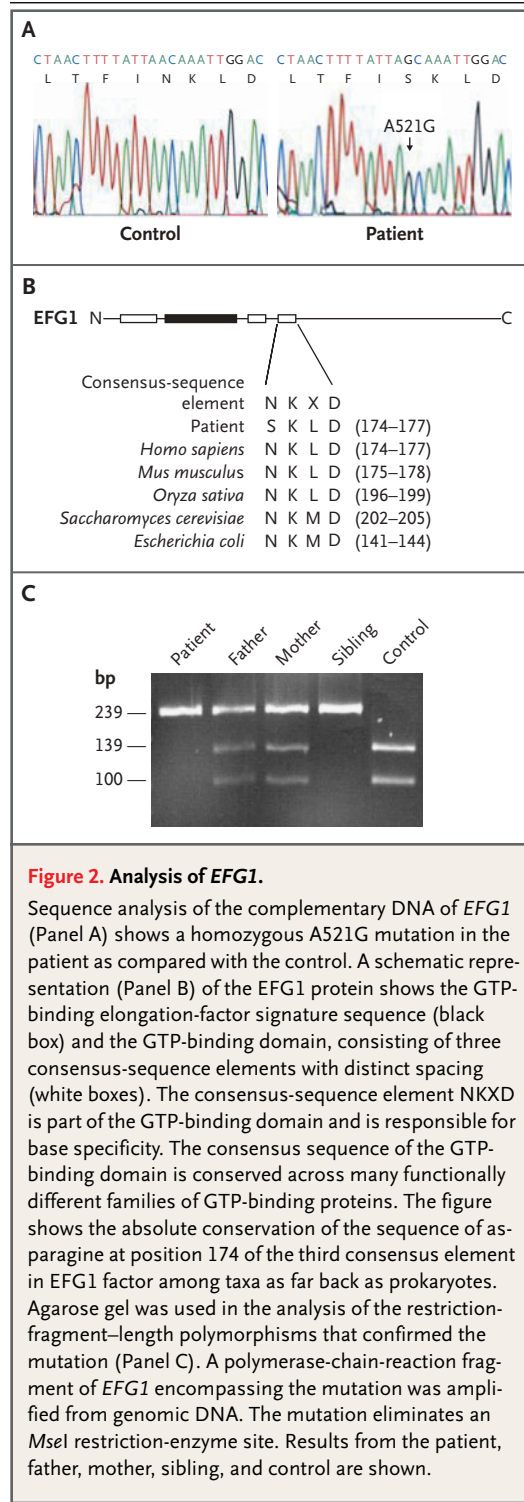 A
CTAACTTTTATTAACAAATTGGAC CTAACTTTTATTAGCAAATTGGAC
L T F I N K L D L T F I S K L D
A521G
Control Patient
B
EFG1 N C
Consensus-sequence
element N K X D
Patient S K L D (174–177)
Homo sapiens N K L D (174–177)
Mus musculus N K L D (175–178)
Oryza sativa N K L D (196–199)
Saccharomyces cerevisiae N K M D (202–205)
Escherichia coli N K M D (141–144)
C
Patient Father Mother Sibling Control
bp
239
139
100
Figure 2. Analysis of EFG1.
Sequence analysis of the complementary DNA of EFG1
(Panel A) shows a homozygous A521G mutation in the
patient as compared with the control. A schematic repre-
sentation (Panel B) of the EFG1 protein shows the GTP-
binding elongation-factor signature sequence (black
box) and the GTP-binding domain, consisting of three
consensus-sequence elements with distinct spacing
(white boxes). The consensus-sequence element NKXD
is part of the GTP-binding domain and is responsible for
base specificity. The consensus sequence of the GTP-
binding domain is conserved across many functionally
different families of GTP-binding proteins. The figure
shows the absolute conservation of the sequence of as-
paragine at position 174 of the third consensus element
in EFG1 factor among taxa as far back as prokaryotes.
Agarose gel was used in the analysis of the restriction-
fragment–length polymorphisms that confirmed the
mutation (Panel C). A polymerase-chain-reaction frag-
ment of EFG1 encompassing the mutation was ampli-
fied from genomic DNA. The mutation eliminates an
MseI restriction-enzyme site. Results from the patient,
father, mother, sibling, and control are shown.